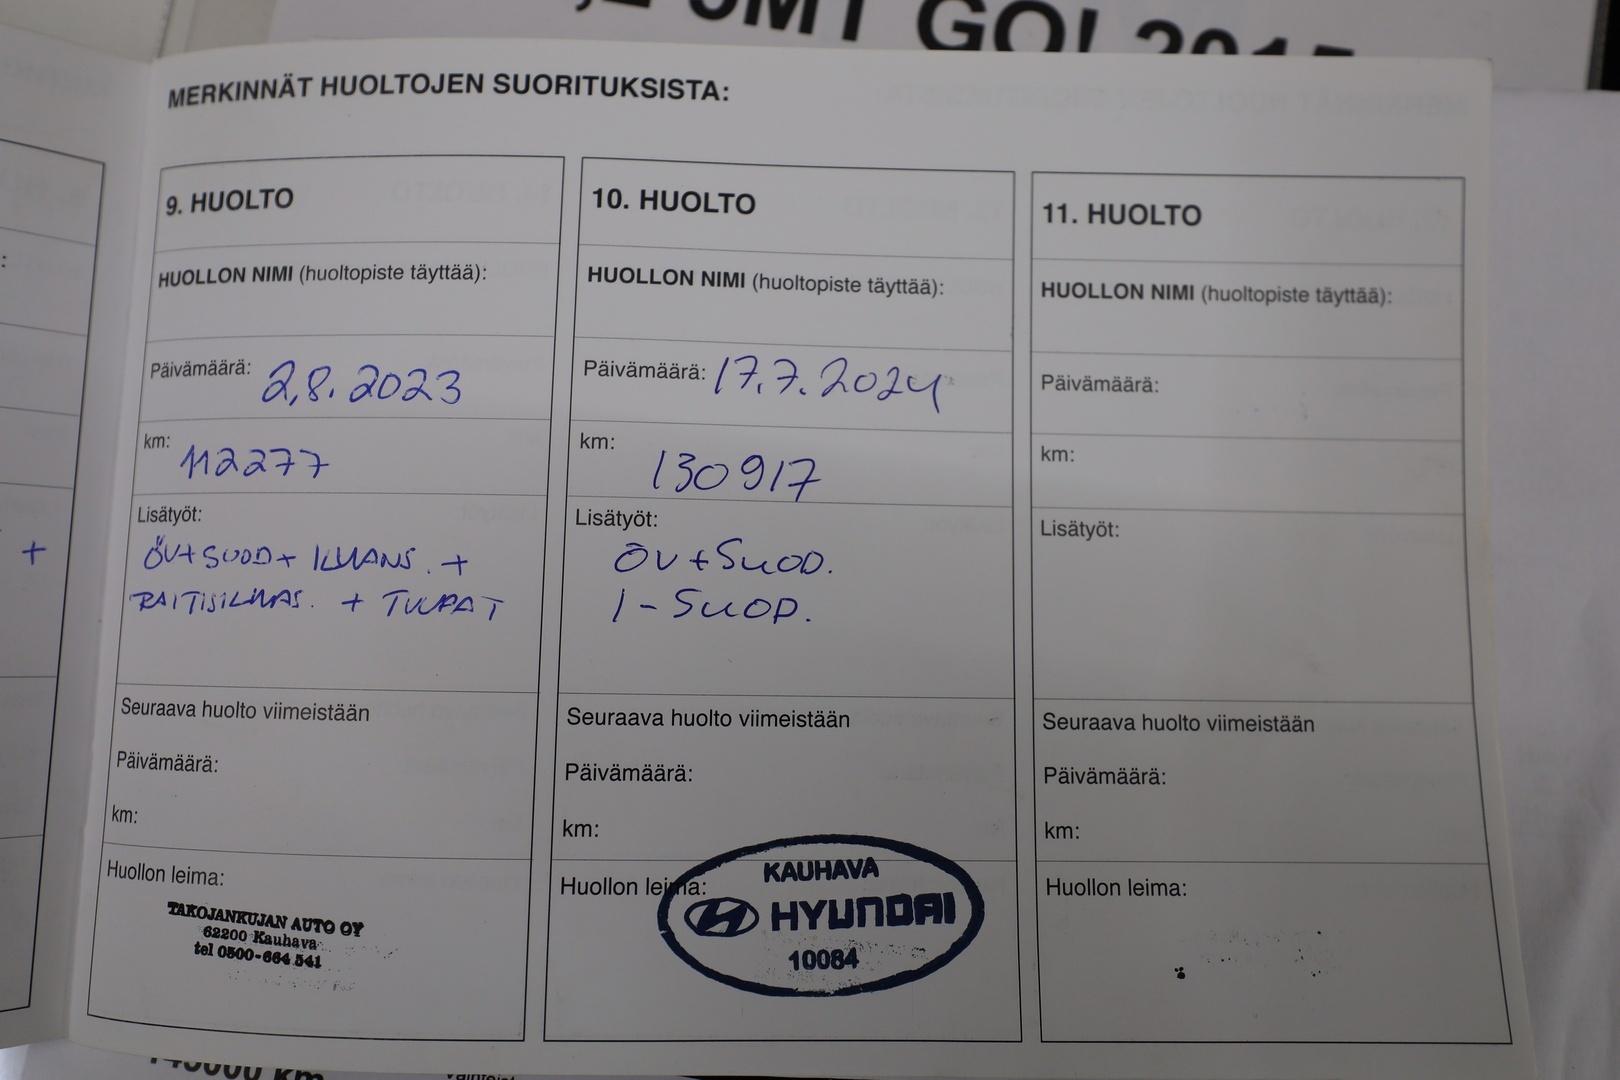 MERKINNÄT HUOLTOJEN SUORITUKSISTA:
9. HUOLTO
HUOLLON NIMI (huoltopiste täyttää):
Päivämäärä: 2.8.2023
km: 112277
Lisätyöt:
ÖV+SUOD+ ILMANS. +
RAITISILMAS. + TULPAT
Seuraava huolto viimeistään
Päivämäärä:
km:
Huollon leima:
TAKOJANKUJAN AUTO OY
62200 Kauhava
tel 0500-664 541
10. HUOLTO
HUOLLON NIMI (huoltopiste täyttää):
Päivämäärä: 17.7.2024
km: 130917
Lisätyöt:
ÖV+SUOD.
I-SUOD.
Seuraava huolto viimeistään
Päivämäärä:
km:
Huollon leima:
KAUHAVA
HYUNDAI
10084
11. HUOLTO
HUOLLON NIMI (huoltopiste täyttää):
Päivämäärä:
km:
Lisätyöt:
Seuraava huolto viimeistään
Päivämäärä:
km:
Huollon leima:
+